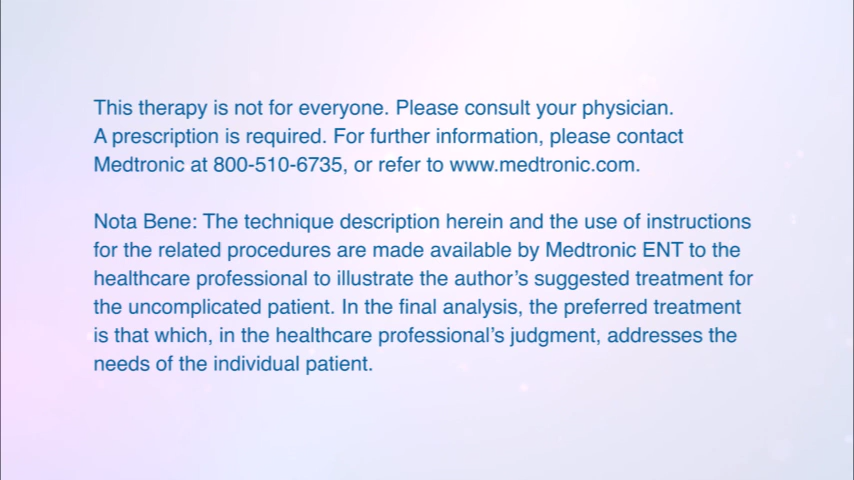 This therapy is not for everyone. Please consult your physician.
A prescription is required. For further information, please contact
Medtronic at 800-510-6735, or refer to www.medtronic.com.
Nota Bene: The technique description herein and the use of instructions
for the related procedures are made available by Medtronic ENT to the
healthcare professional to illustrate the author’s suggested treatment for
the uncomplicated patient. In the final analysis, the preferred treatment
is that which, in the healthcare professional’s judgment, addresses the
needs of the individual patient.